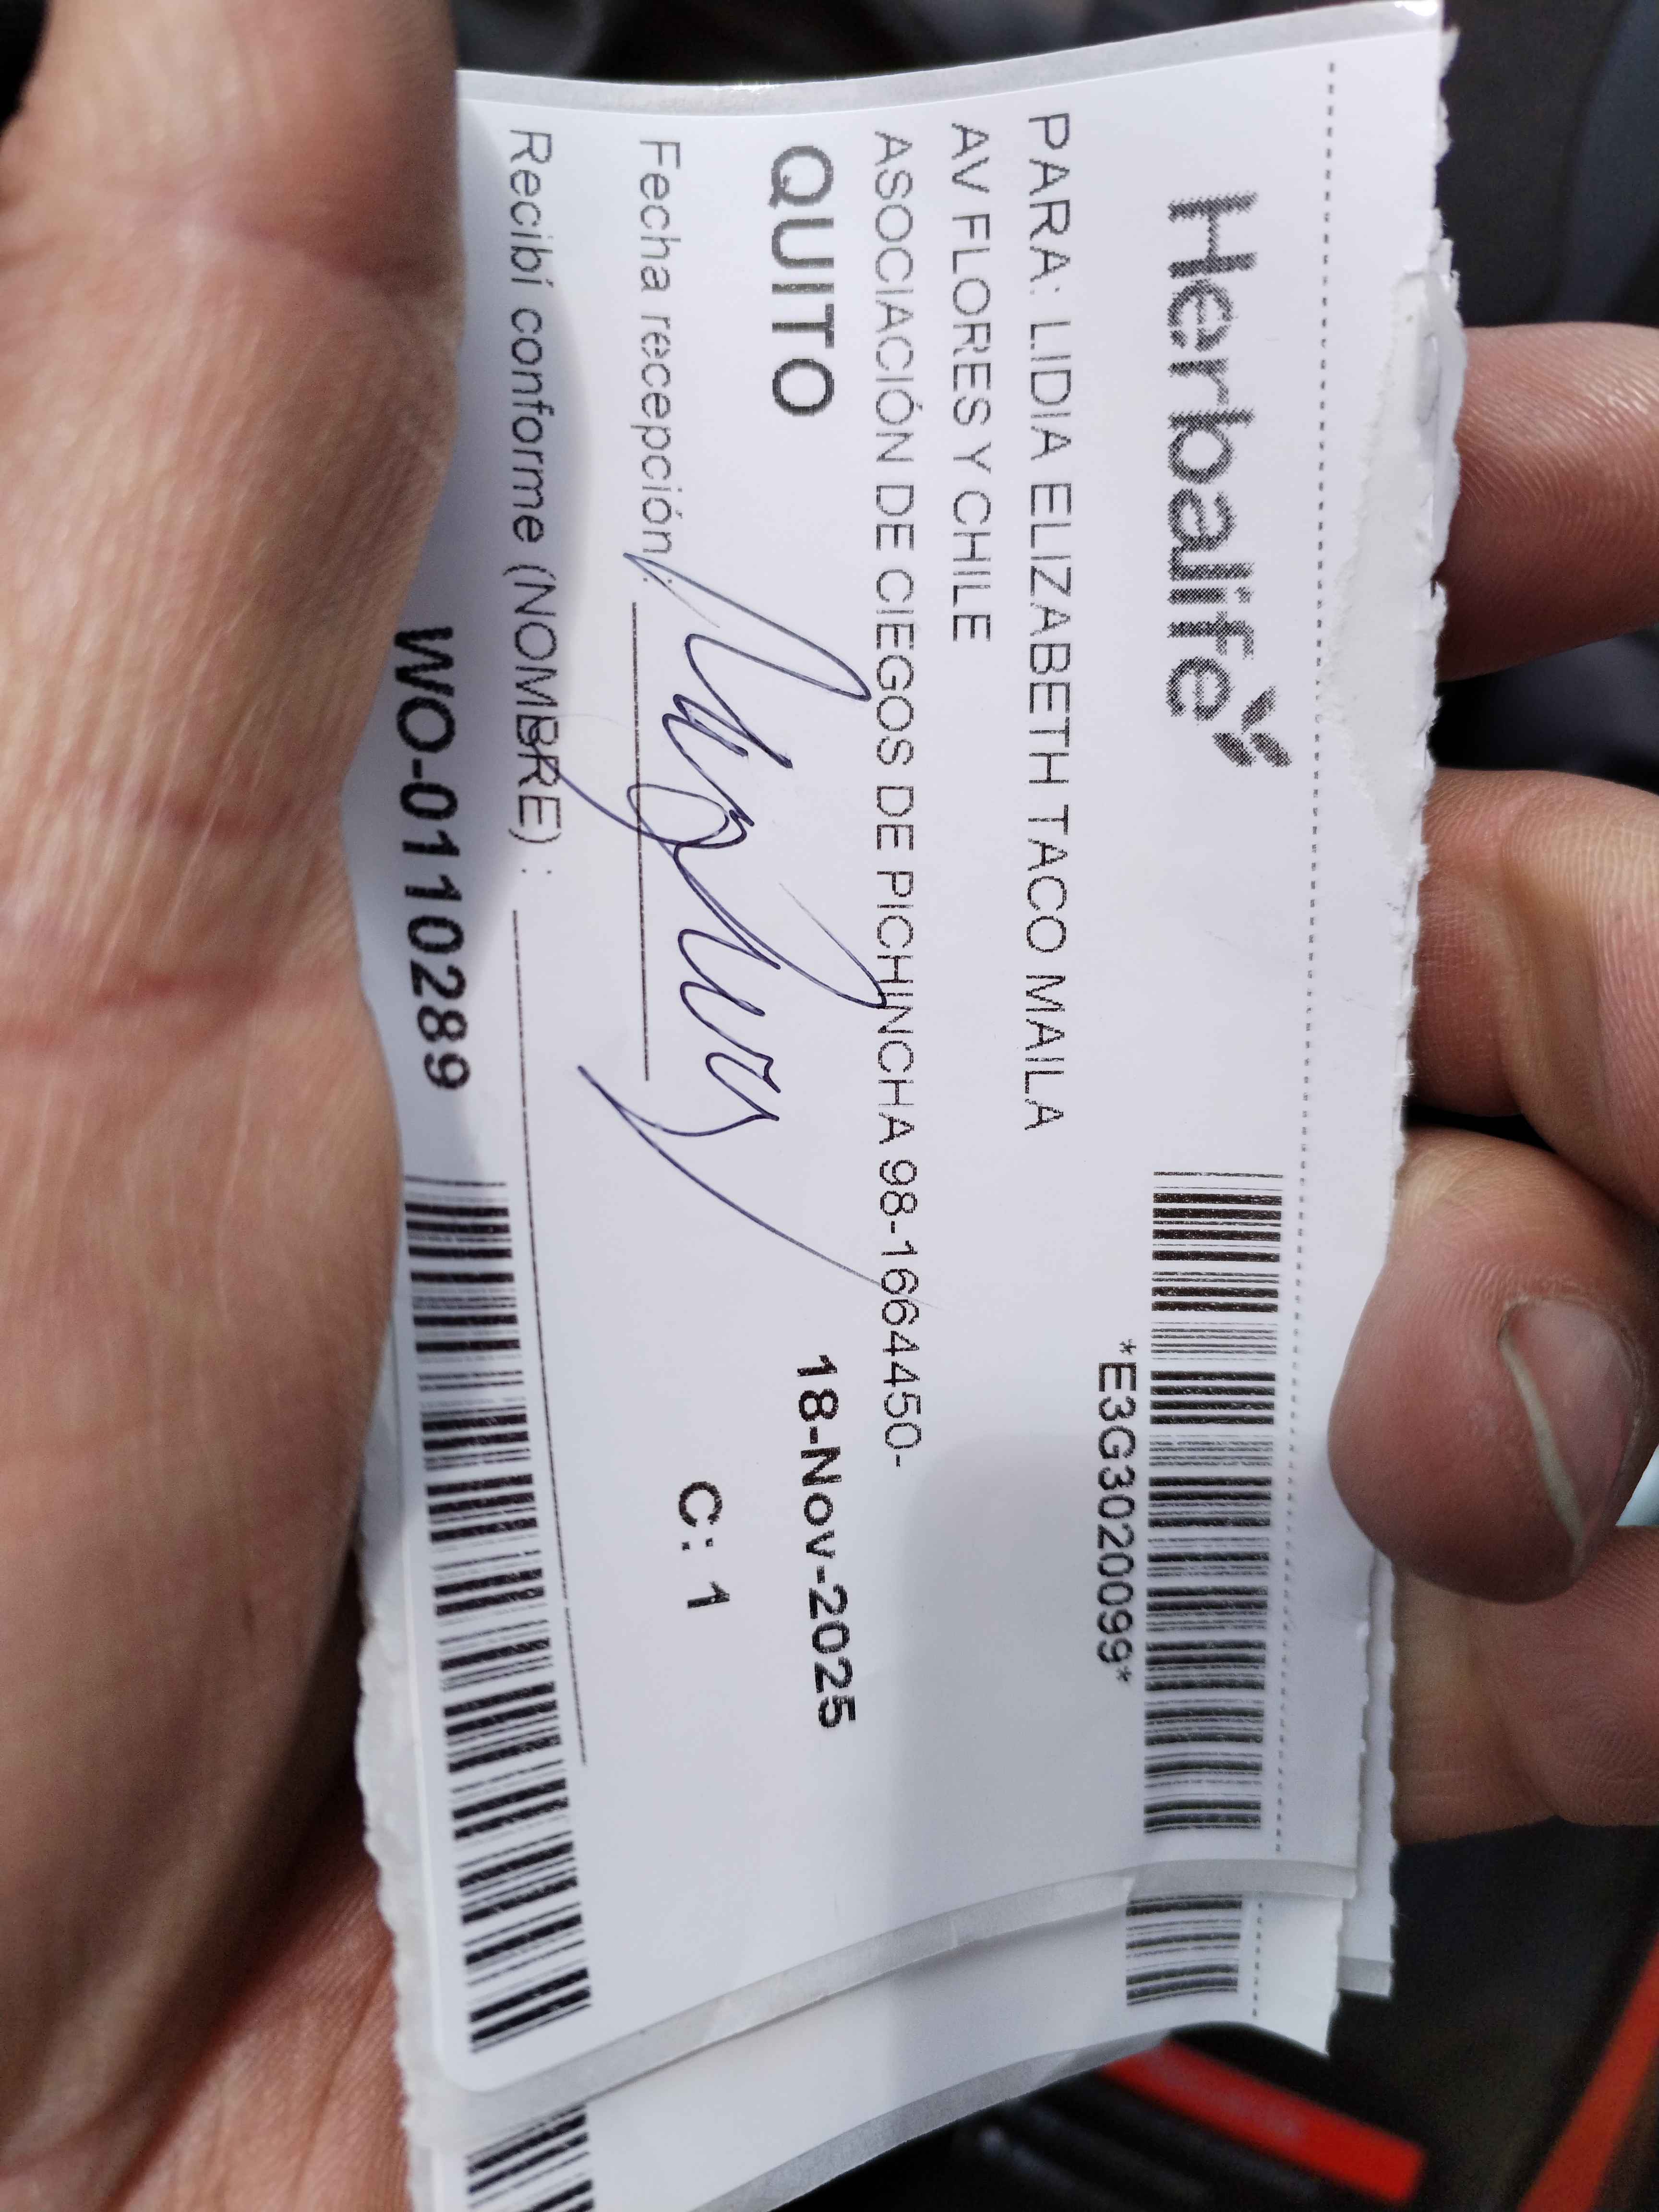 Herbalife
*E3G3020099*
PARA: LIDIA ELIZABETH TACO MAILA
AV FLORES Y CHILE
ASOCIACIÓN DE CIEGOS DE PICHINCHA 98-1664450-
QUITO
18-Nov-2025
Fecha recepción:
C: 1
Recibí conforme (NOMBRE) :
WO-0110289